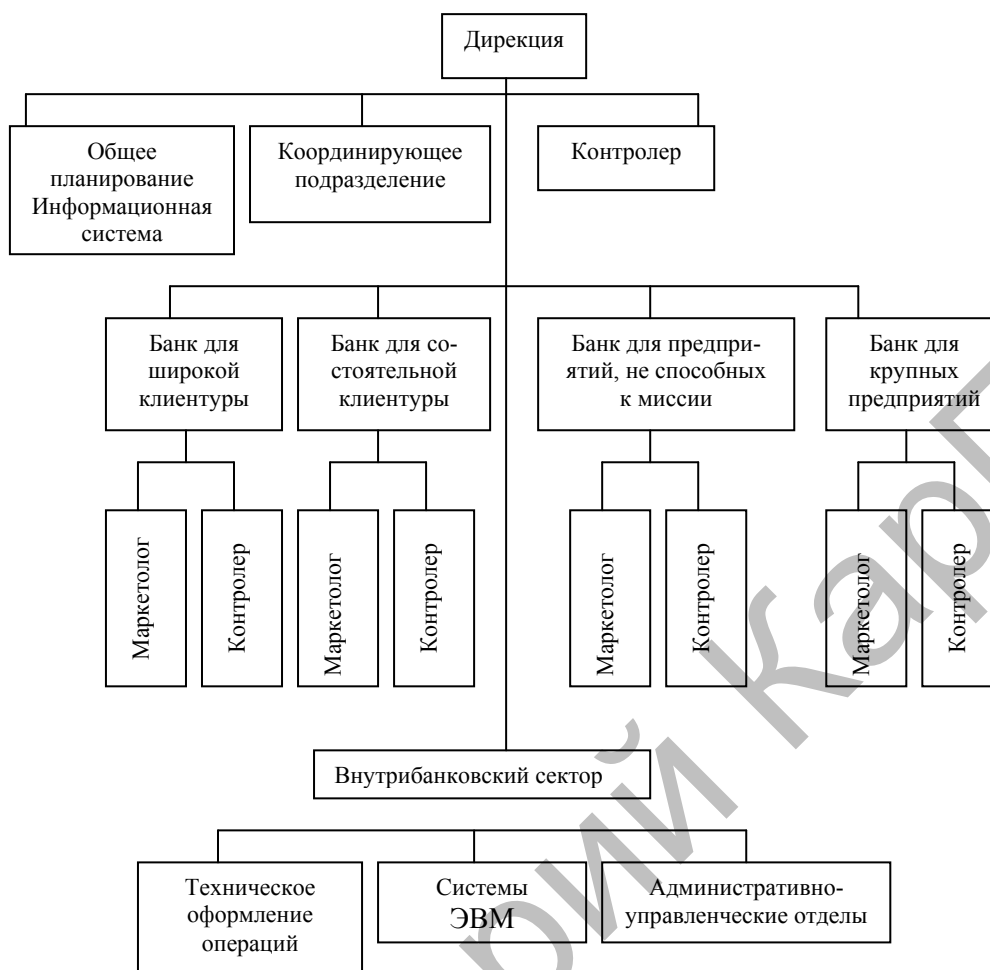 Дирекция
Общее
планирование
Информационная
система
Координирующее
подразделение
Контролер
Банк для
широкой
клиентуры
Банк для со-
стоятельной
клиентуры
Банк для предпри-
ятий, не способных
к миссии
Банк для
крупных
предприятий
Маркетолог
Контролер
Маркетолог
Контролер
Маркетолог
Контролер
Маркетолог
Контролер
Внутрибанковский сектор
Техническое
оформление
операций
Системы
ЭВМ
Административно-
управленческие отделы